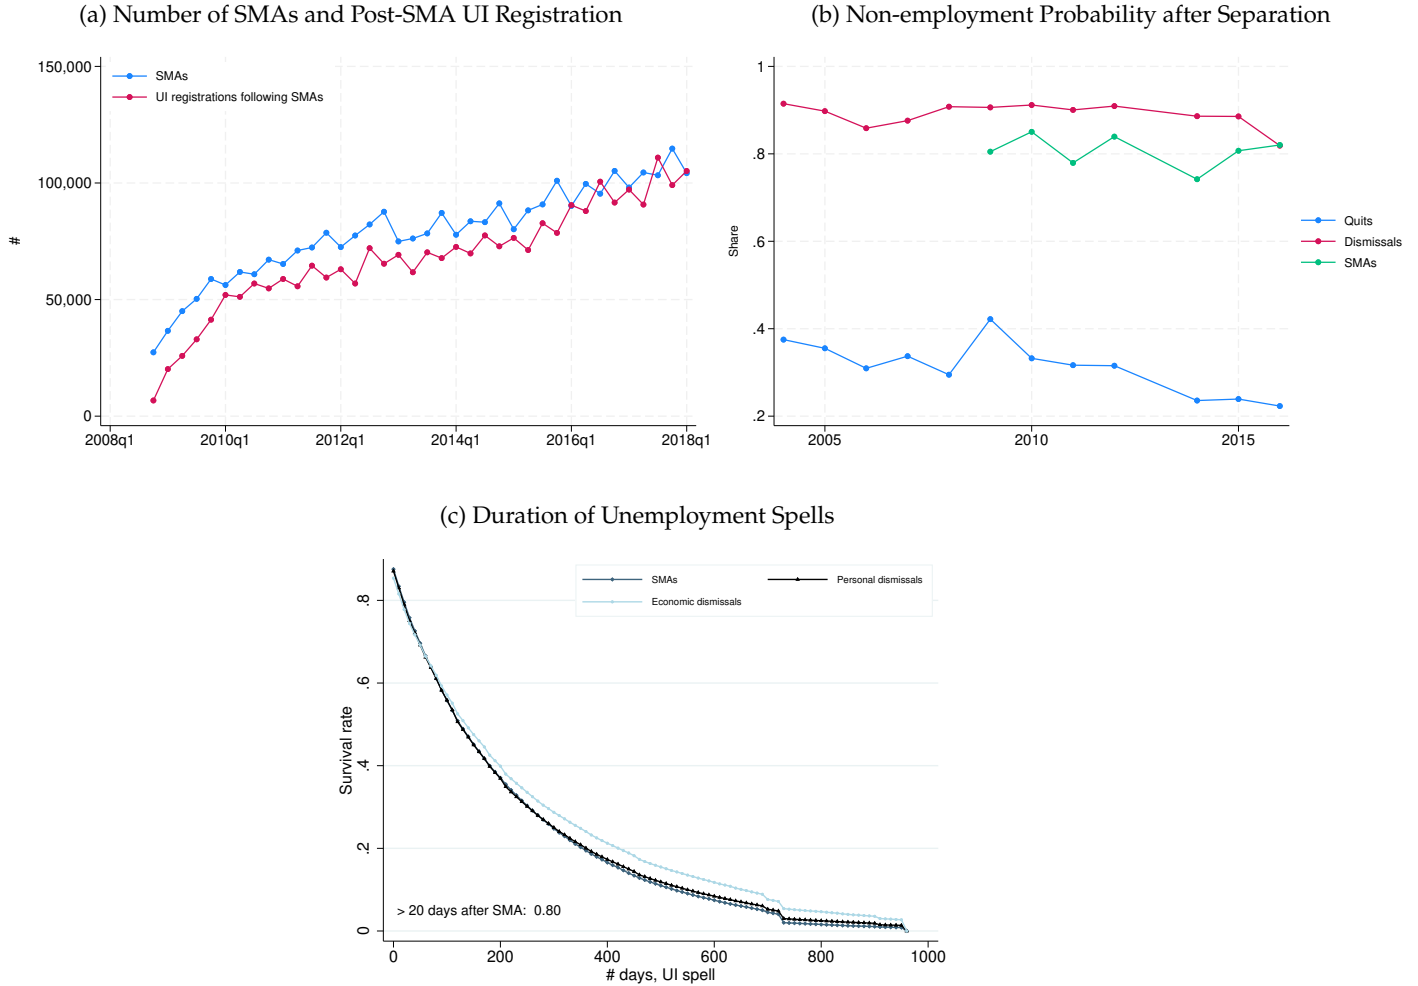 (a) Number of SMAs and Post-SMA UI Registration
150,000
100,000
50,000
0
#
SMAs
UI registrations following SMAs
2008q1 2010q1 2012q1 2014q1 2016q1 2018q1
(b) Non-employment Probability after Separation
1
.8
.6
.4
.2
Share
2005 2010 2015
Quits
Dismissals
SMAs
(c) Duration of Unemployment Spells
.8
.6
.4
.2
0
Survival rate
SMAs Personal dismissals
Economic dismissals
> 20 days after SMA: 0.80
0 200 400 600 800 1000
# days, UI spell